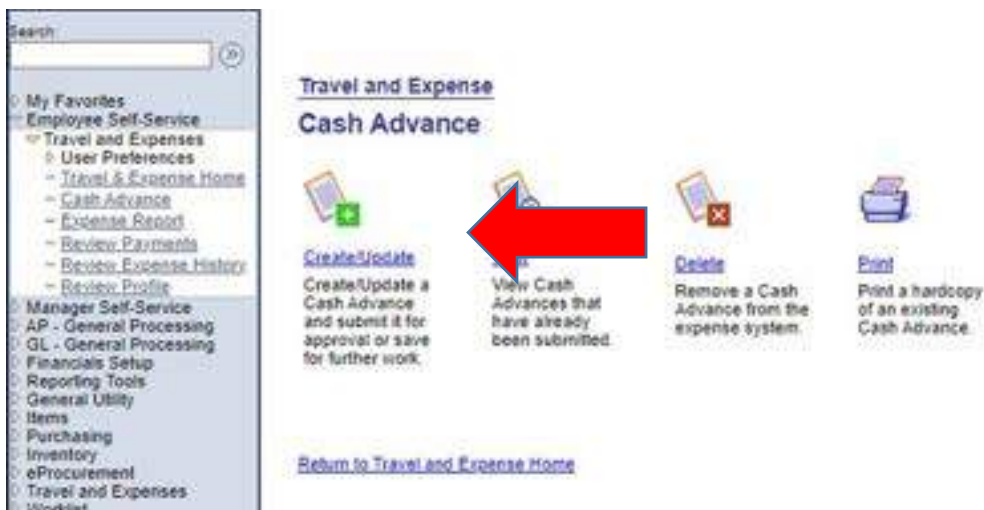 Search
My Favorites
Employee Self-Service
Travel and Expenses
User Preferences
Travel & Expense Home
Cash Advance
Expense Report
Review Payments
Review Expense History
Review Profile
Manager Self-Service
AP - General Processing
GL - General Processing
Financials Setup
Reporting Tools
General Utility
Items
Purchasing
Inventory
eProcurement
Travel and Expenses
Worklist
Travel and Expense
Cash Advance
Create/Update
Create/Update a
Cash Advance
and submit it for
approval or save
for further work.
View Cash
Advances that
have already
been submitted.
Delete
Remove a Cash
Advance from the
expense system.
Print
Print a hardcopy
of an existing
Cash Advance.
Return to Travel and Expense Home